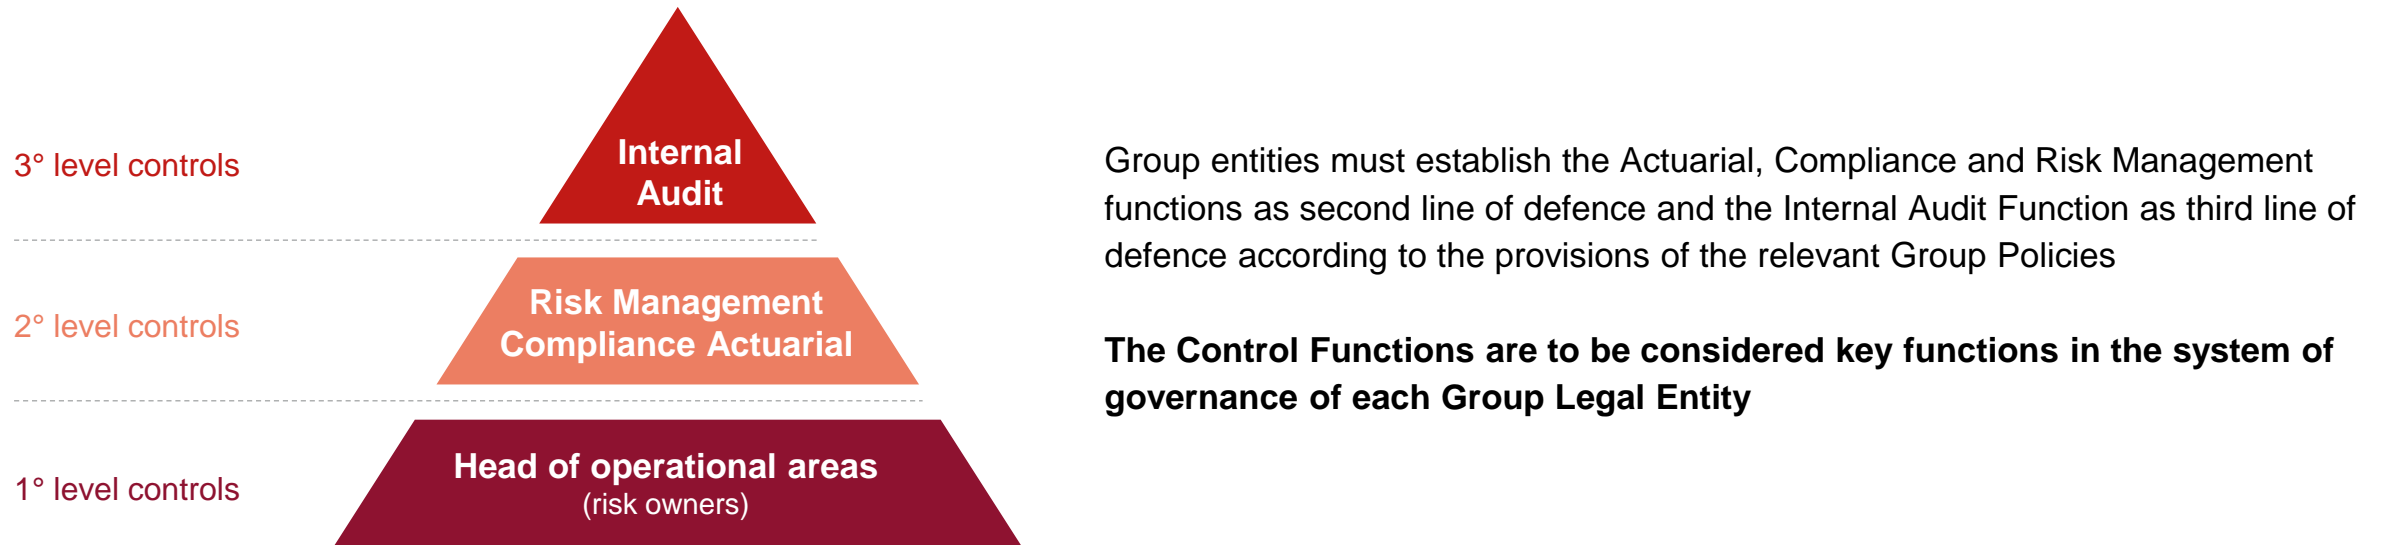 3° level controls
Internal
Audit
2° level controls
Risk Management
Compliance Actuarial
1° level controls
Head of operational areas
(risk owners)
Group entities must establish the Actuarial, Compliance and Risk Management
functions as second line of defence and the Internal Audit Function as third line of
defence according to the provisions of the relevant Group Policies
The Control Functions are to be considered key functions in the system of
governance of each Group Legal Entity